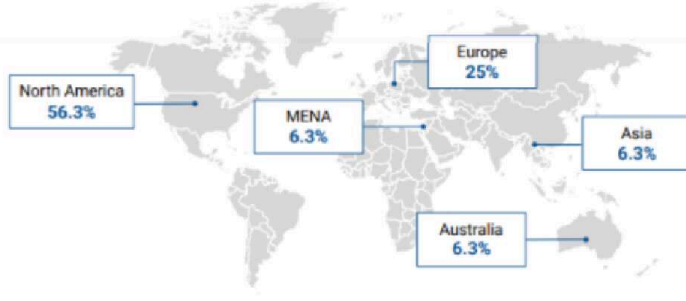 Europe
25%
North America
56.3%
MENA
6.3%
Asia
6.3%
Australia
6.3%